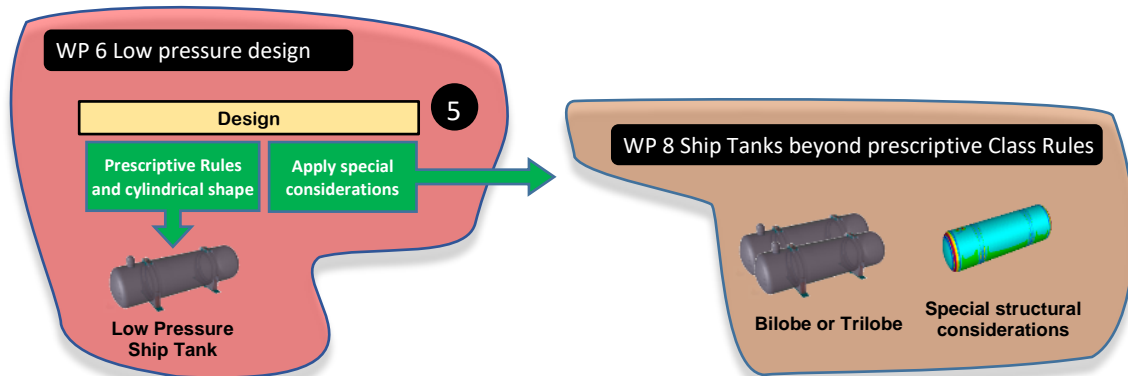 WP 6 Low pressure design
5
Design
Prescriptive Rules
and cylindrical shape
Apply special
considerations
Low Pressure
Ship Tank
WP 8 Ship Tanks beyond prescriptive Class Rules
Bilobe or Trilobe
Special structural
considerations